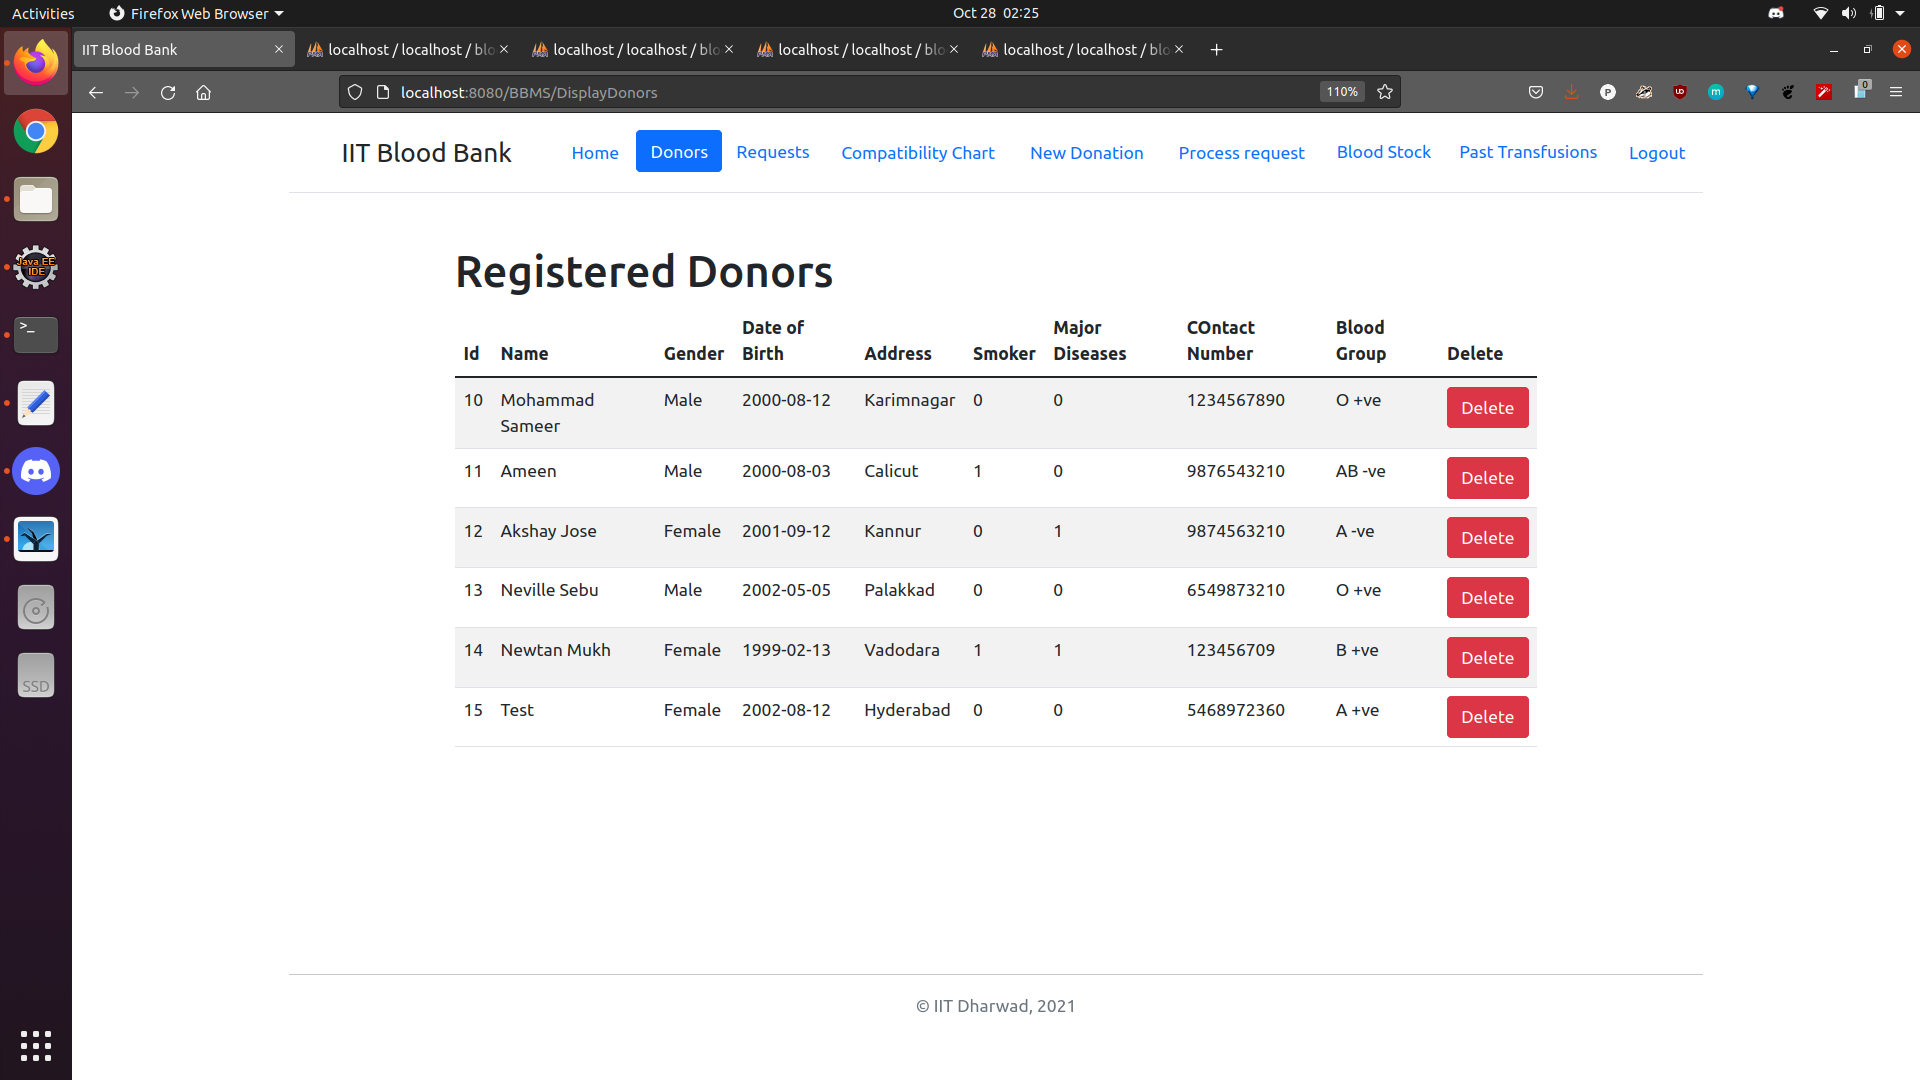 Activities
Firefox Web Browser
Oct 28 02:25
IIT Blood Bank
localhost / localhost / blo
localhost / localhost / blo
localhost / localhost / blo
localhost / localhost / blo
localhost:8080/BBMS/DisplayDonors
110%
0
Java EE
IDE
>_
SSD
IIT Blood Bank
Home
Donors
Requests
Compatibility Chart
New Donation
Process request
Blood Stock
Past Transfusions
Logout
Registered Donors
Id Name Gender Date of Birth Address Smoker Major Diseases COntact Number Blood Group Delete
10 Mohammad Sameer Male 2000-08-12 Karimnagar 0 0 1234567890 O +ve Delete
11 Ameen Male 2000-08-03 Calicut 1 0 9876543210 AB -ve Delete
12 Akshay Jose Female 2001-09-12 Kannur 0 1 9874563210 A -ve Delete
13 Neville Sebu Male 2002-05-05 Palakkad 0 0 6549873210 O +ve Delete
14 Newtan Mukh Female 1999-02-13 Vadodara 1 1 123456709 B +ve Delete
15 Test Female 2002-08-12 Hyderabad 0 0 5468972360 A +ve Delete
© IIT Dharwad, 2021